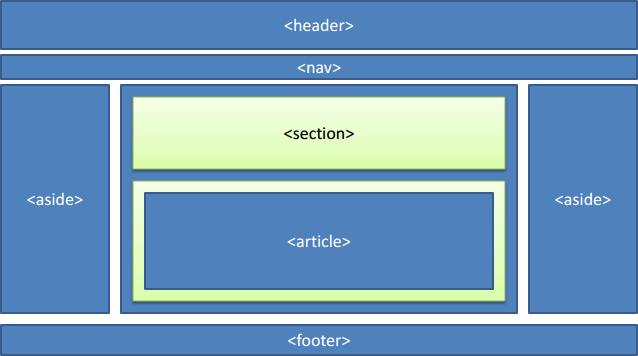 <header>
<nav>
<section>
<aside>
<aside>
<article>
<footer>